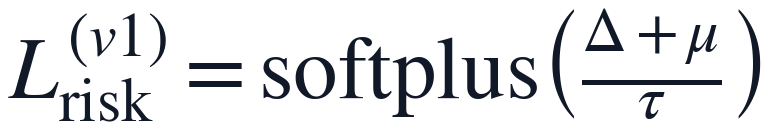 L_risk^(v1) = softplus((Δ + μ) / τ)